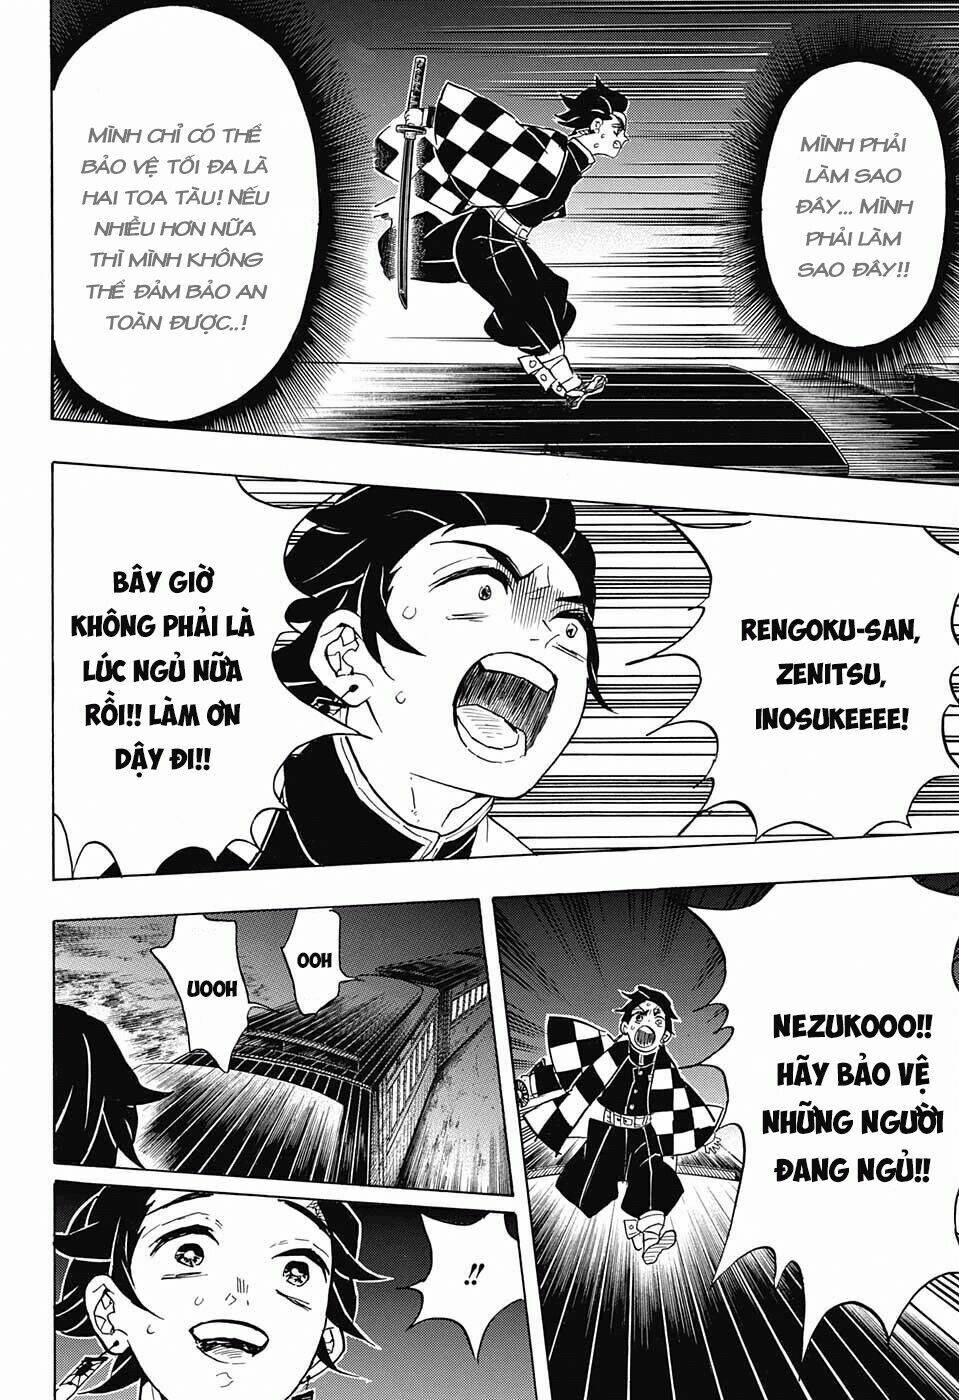 MÌNH PHẢI
LÀM SAO
ĐÂY... MÌNH
PHẢI LÀM
SAO ĐÂY!!
MÌNH CHỈ CÓ THỂ
BẢO VỆ TỐI ĐA LÀ
HAI TOA TÀU! NẾU
NHIỀU HƠN NỮA
THÌ MÌNH KHÔNG
THỂ ĐẢM BẢO AN
TOÀN ĐƯỢC..!
RENGOKU-SAN,
ZENITSU,
INOSUKEEEE!
BÂY GIỜ
KHÔNG PHẢI LÀ
LÚC NGỦ NỮA
RỒI!! LÀM ƠN
DẬY ĐI!!
NEZUKOOO!!
HÃY BẢO VỆ
NHỮNG NGƯỜI
ĐANG NGỦ!!
OOH
UOOH
!!